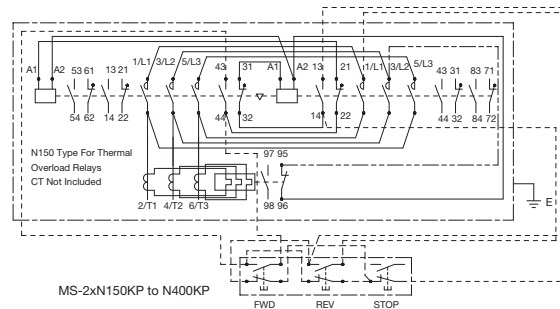 A1 A2 53 61 13 21 1/L1 3/L2 5/L3 43 31 A1 A2 13 21 1/L1 3/L2 5/L3 43 31 83 71
54 62 14 22 44 32 14 22 44 32 84 72
N150 Type For Thermal
Overload Relays
CT Not Included
97 95
98 96
2/T1 4/T2 6/T3
E
MS-2xN150KP to N400KP
FWD REV STOP